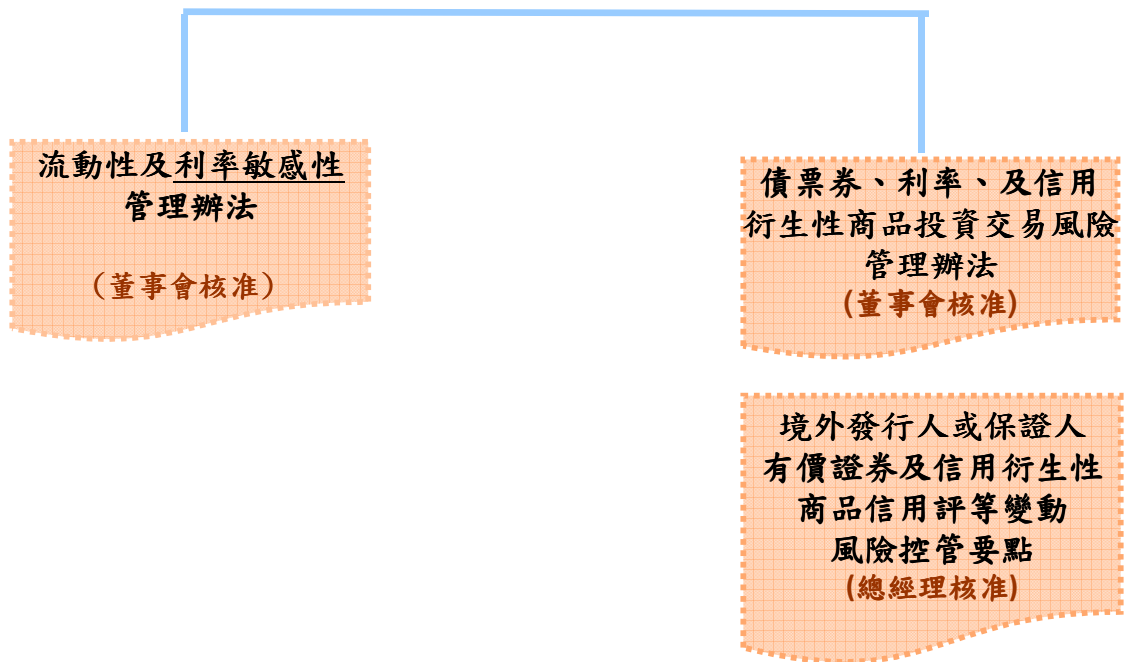 流動性及利率敏感性
管理辦法
（董事會核准）
債票券、利率、及信用
衍生性商品投資交易風險
管理辦法
(董事會核准)
境外發行人或保證人
有價證券及信用衍生性
商品信用評等變動
風險控管要點
(總經理核准)